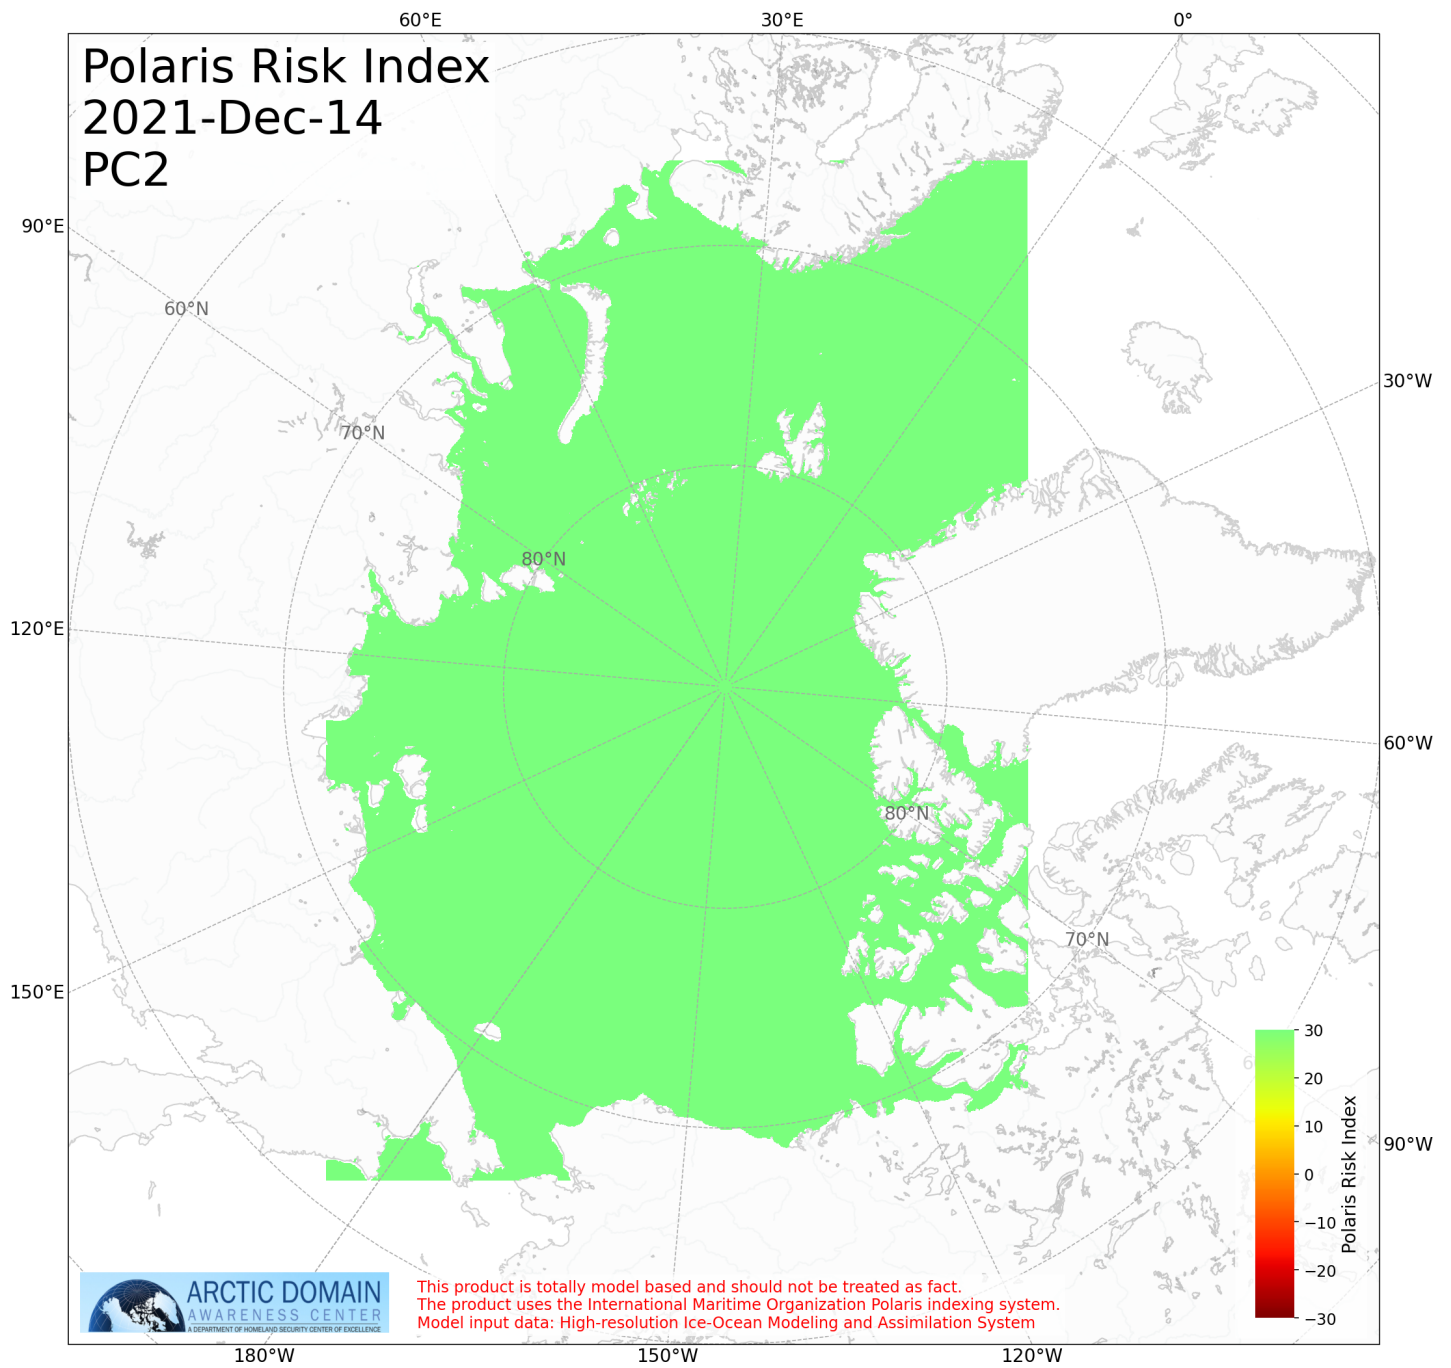 60°E 30°E 0°
Polaris Risk Index
2021-Dec-14
PC2
90°E
60°N
30°W
70°N
80°N
120°E
60°W
80°N
70°N
150°E
30
20
10
0
−10
−20
−30
Polaris Risk Index
90°W
ARCTIC DOMAIN
AWARENESS CENTER
A DEPARTMENT OF HOMELAND SECURITY CENTER OF EXCELLENCE
This product is totally model based and should not be treated as fact.
The product uses the International Maritime Organization Polaris indexing system.
Model input data: High-resolution Ice-Ocean Modeling and Assimilation System
180°W 150°W 120°W